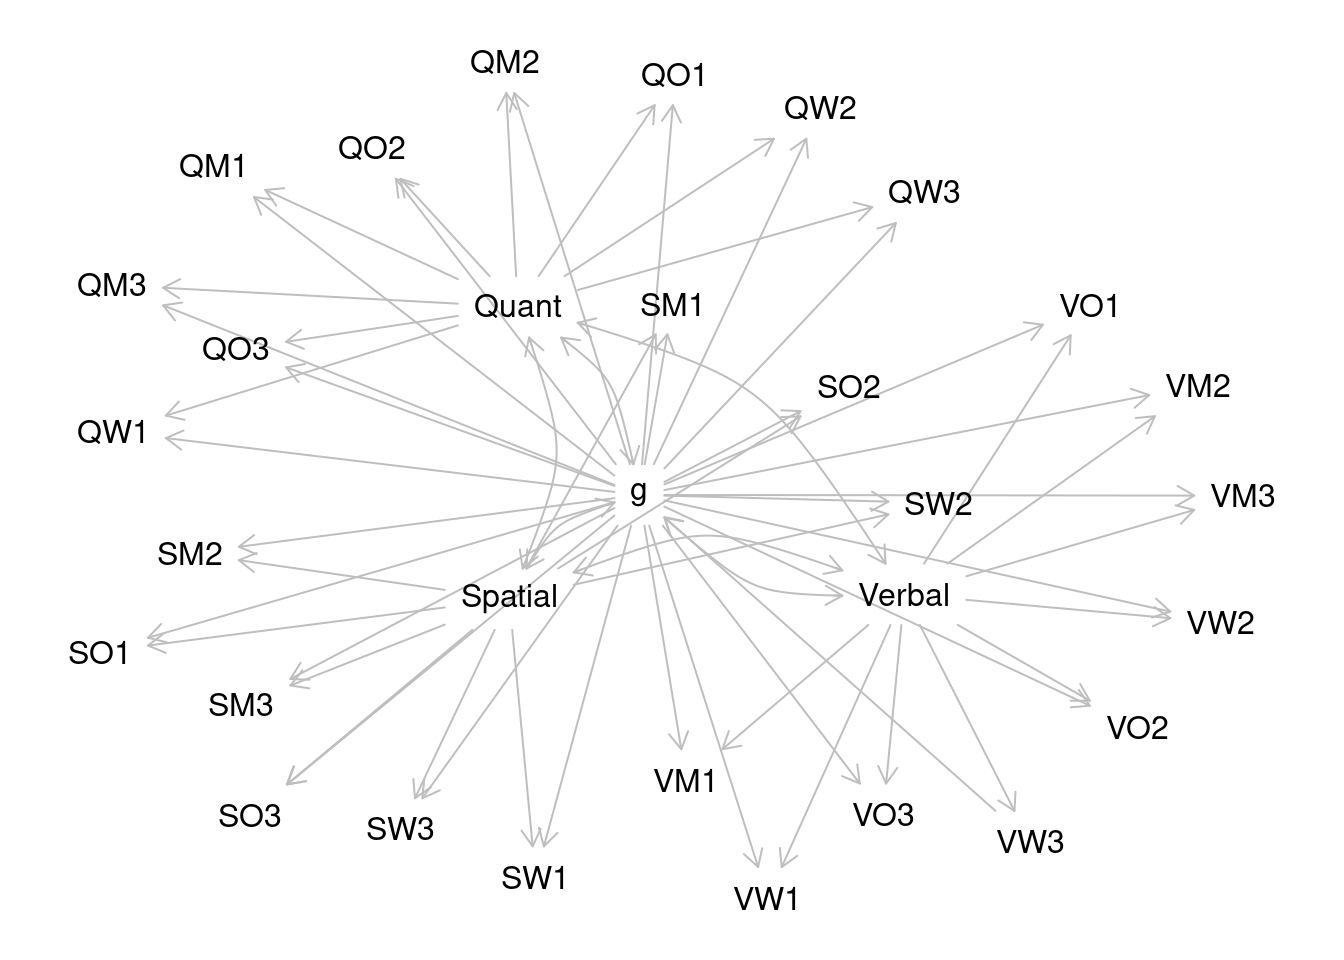 QM2
QO1
QW2
QO2
QM1
QW3
QM3
Quant
SM1
VO1
QO3
SO2
VM2
QW1
g
SW2
VM3
SM2
Spatial
Verbal
VW2
SO1
SM3
VO2
VM1
SO3
SW3
VO3
VW3
SW1
VW1